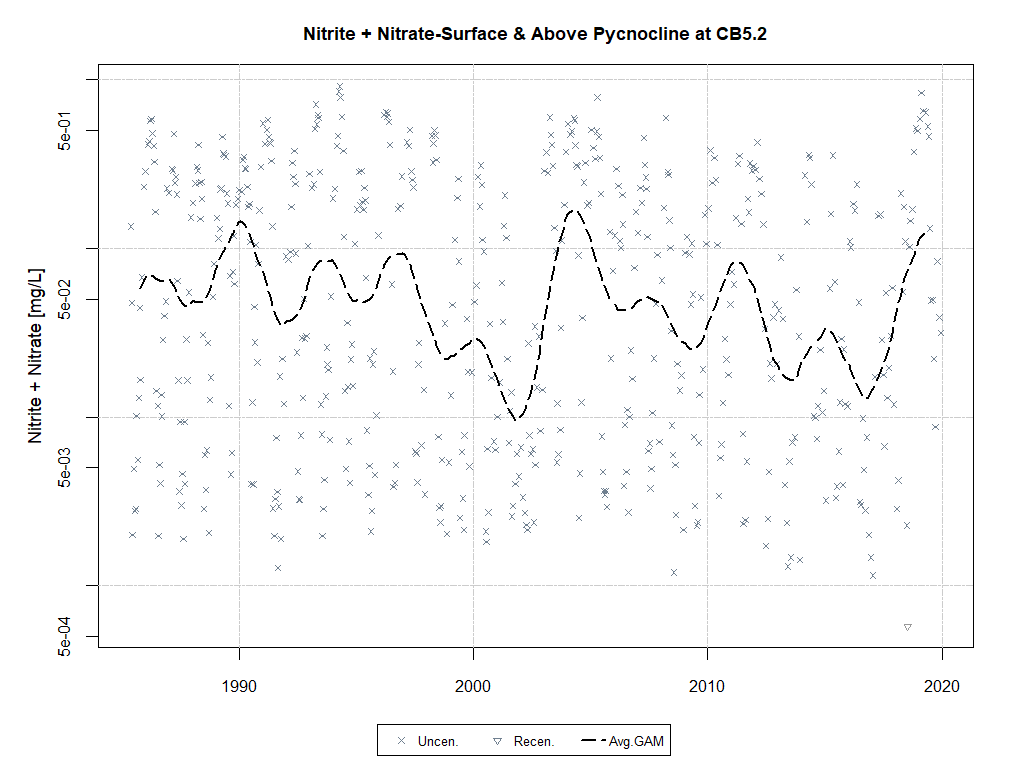 Nitrite + Nitrate-Surface & Above Pycnocline at CB5.2
Nitrite + Nitrate [mg/L]
5e-01
5e-02
5e-03
5e-04
1990 2000 2010 2020
Uncen. Recen. Avg.GAM